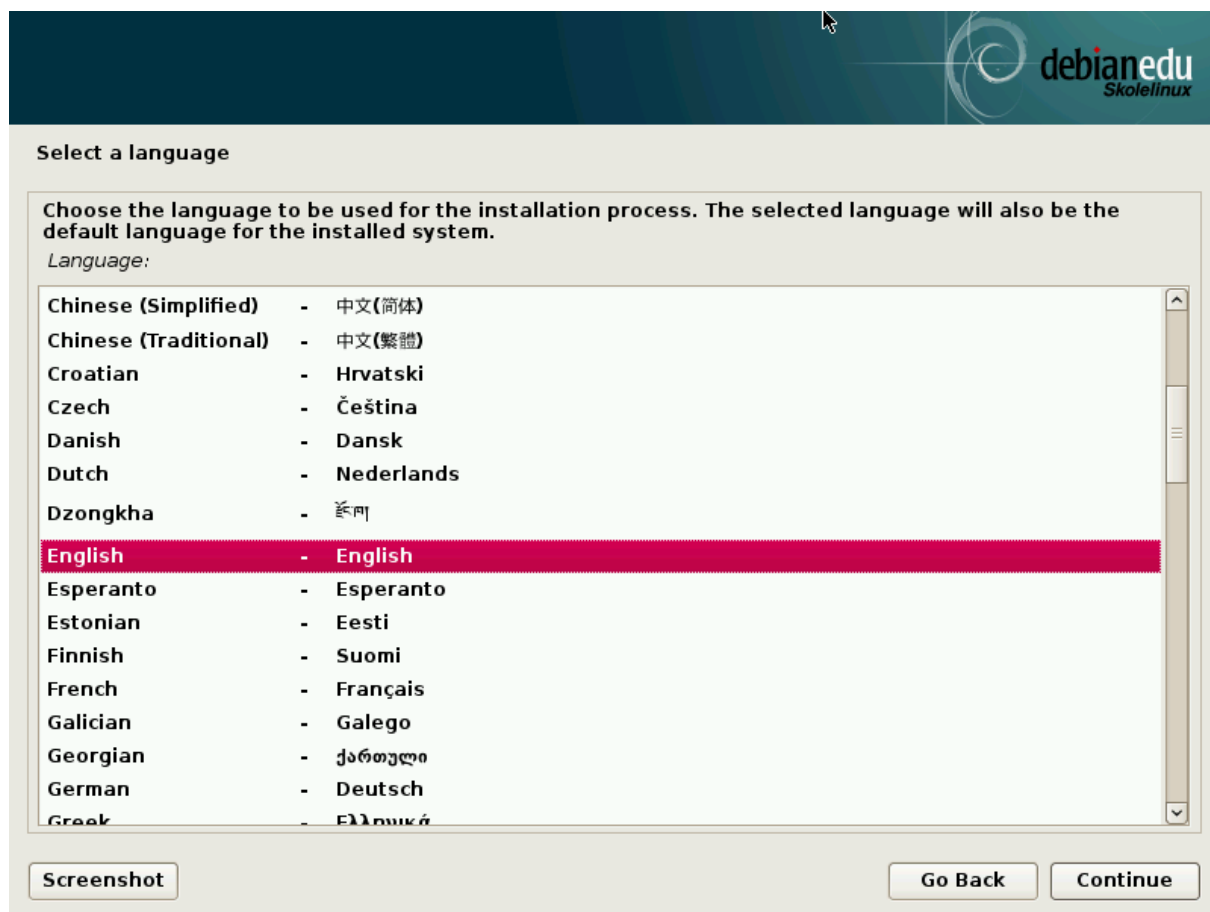 debianedu
Skolelinux
Select a language
Choose the language to be used for the installation process. The selected language will also be the
default language for the installed system.
Language:
Chinese (Simplified) - 中文(简体)
Chinese (Traditional) - 中文(繁體)
Croatian - Hrvatski
Czech - Čeština
Danish - Dansk
Dutch - Nederlands
Dzongkha - རྫོང་ཁ།
English - English
Esperanto - Esperanto
Estonian - Eesti
Finnish - Suomi
French - Français
Galician - Galego
Georgian - ქართული
German - Deutsch
Greek - Ελληνικά
Screenshot Go Back Continue